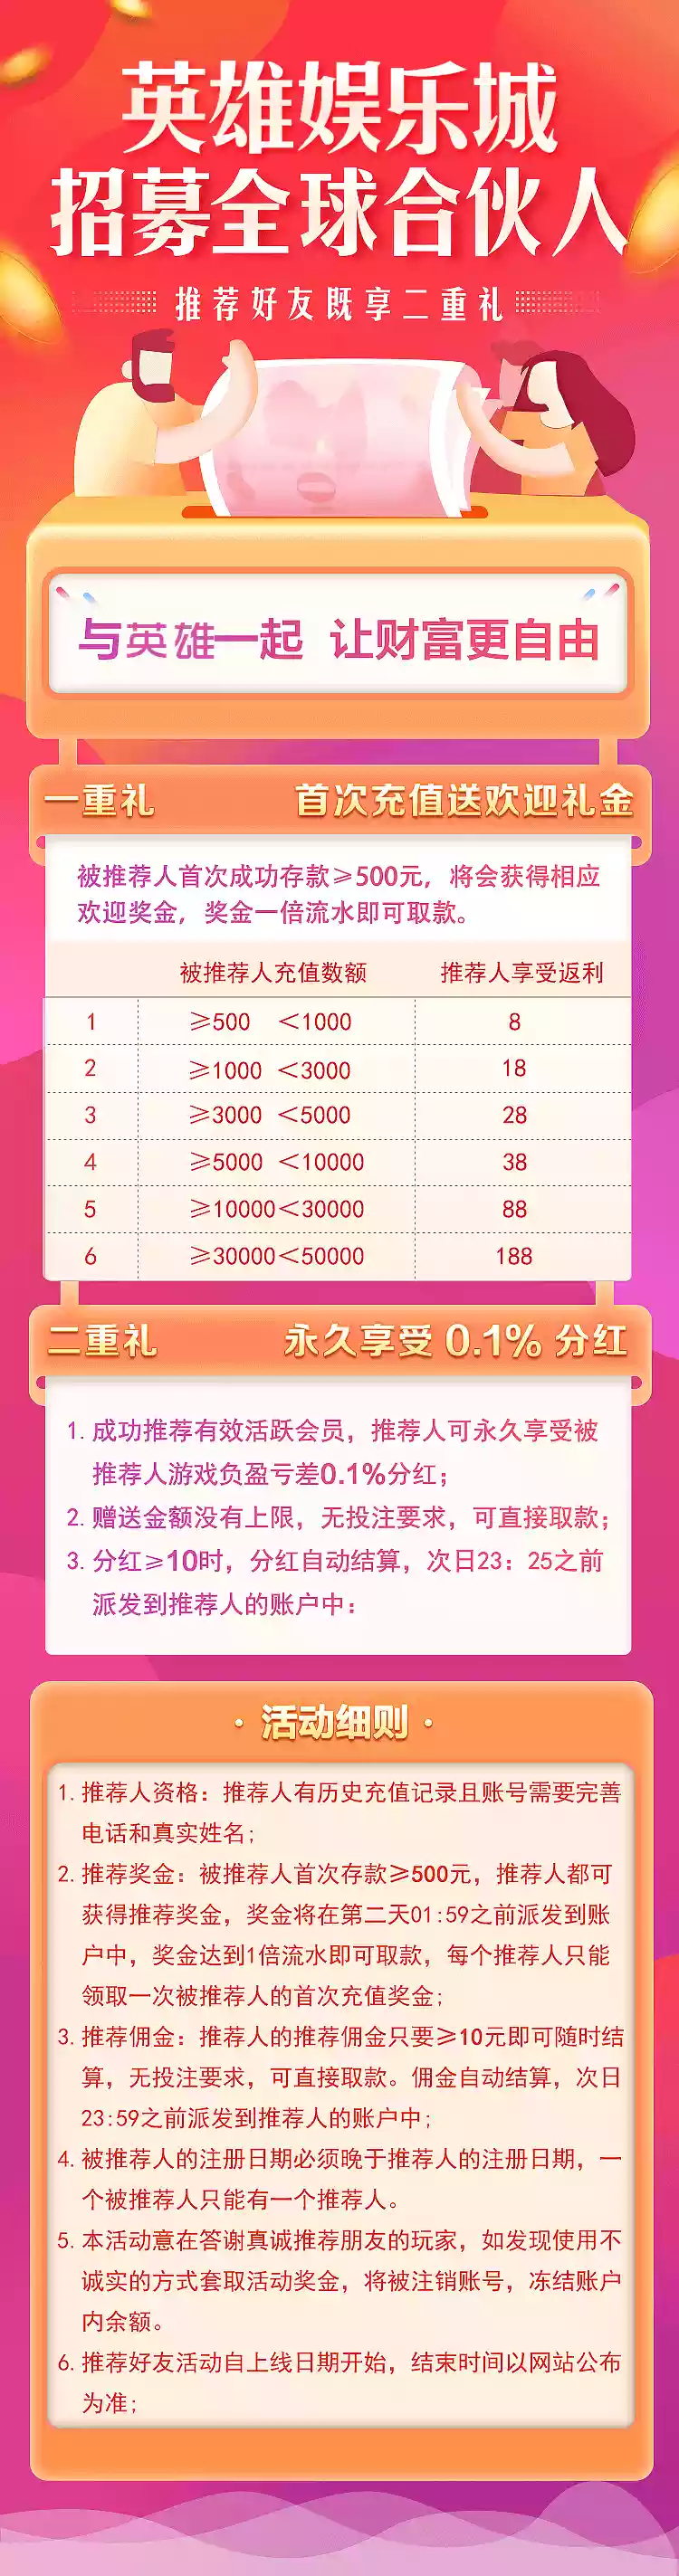 英雄娱乐城
招募全球合伙人
推荐好友既享二重礼
与英雄一起 让财富更自由
一重礼 首次充值送欢迎礼金
被推荐人首次成功存款≥500元，将会获得相应
欢迎奖金，奖金一倍流水即可取款。
被推荐人充值数额 推荐人享受返利
1 ≥500 <1000 8
2 ≥1000 <3000 18
3 ≥3000 <5000 28
4 ≥5000 <10000 38
5 ≥10000<30000 88
6 ≥30000<50000 188
二重礼 永久享受 0.1% 分红
1. 成功推荐有效活跃会员，推荐人可永久享受被
推荐人游戏负盈亏差0.1%分红；
2. 赠送金额没有上限，无投注要求，可直接取款；
3. 分红≥10时，分红自动结算，次日23：25之前
派发到推荐人的账户中：
· 活动细则 ·
1. 推荐人资格：推荐人有历史充值记录且账号需要完善
电话和真实姓名；
2. 推荐奖金：被推荐人首次存款≥500元，推荐人都可
获得推荐奖金，奖金将在第二天01:59之前派发到账
户中，奖金达到1倍流水即可取款，每个推荐人只能
领取一次被推荐人的首次充值奖金；
3. 推荐佣金：推荐人的推荐佣金只要≥10元即可随时结
算，无投注要求，可直接取款。佣金自动结算，次日
23:59之前派发到推荐人的账户中；
4. 被推荐人的注册日期必须晚于推荐人的注册日期，一
个被推荐人只能有一个推荐人。
5. 本活动意在答谢真诚推荐朋友的玩家，如发现使用不
诚实的方式套取活动奖金，将被注销账号，冻结账户
内余额。
6. 推荐好友活动自上线日期开始，结束时间以网站公布
为准；